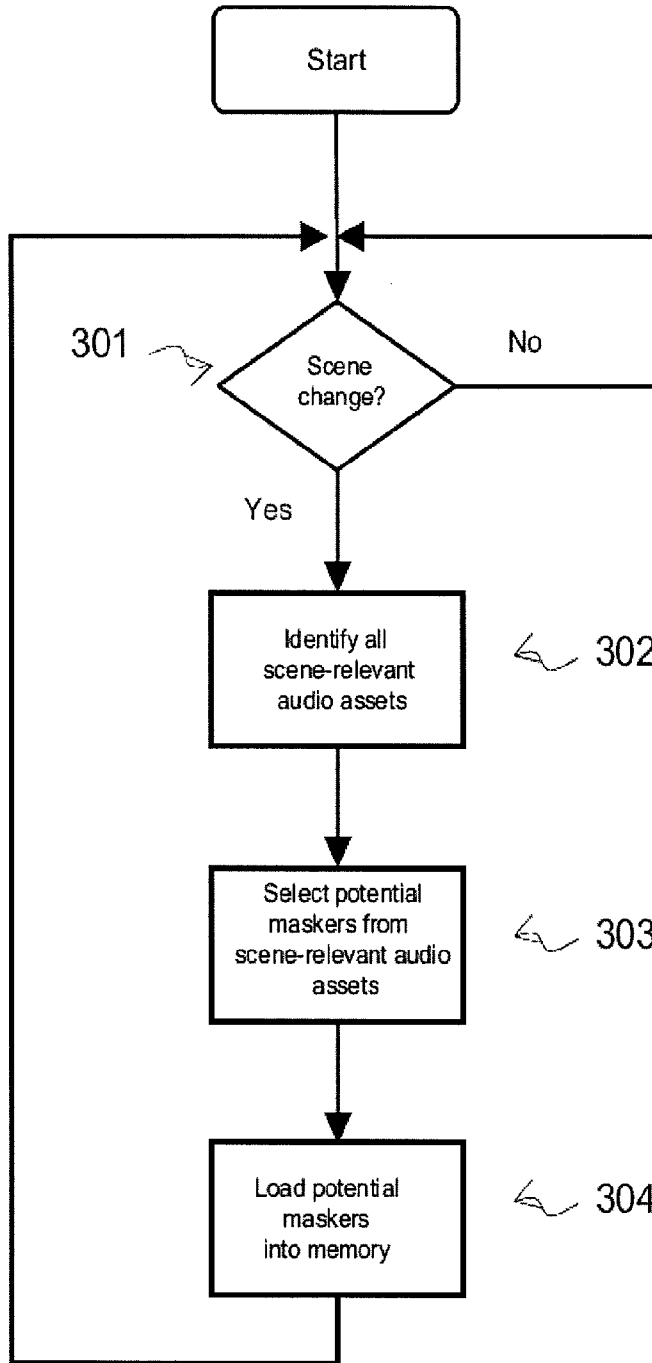 Start
301
Scene
change?
No
Yes
Identify all
scene-relevant
audio assets
302
Select potential
maskers from
scene-relevant audio
assets
303
Load potential
maskers
into memory
304